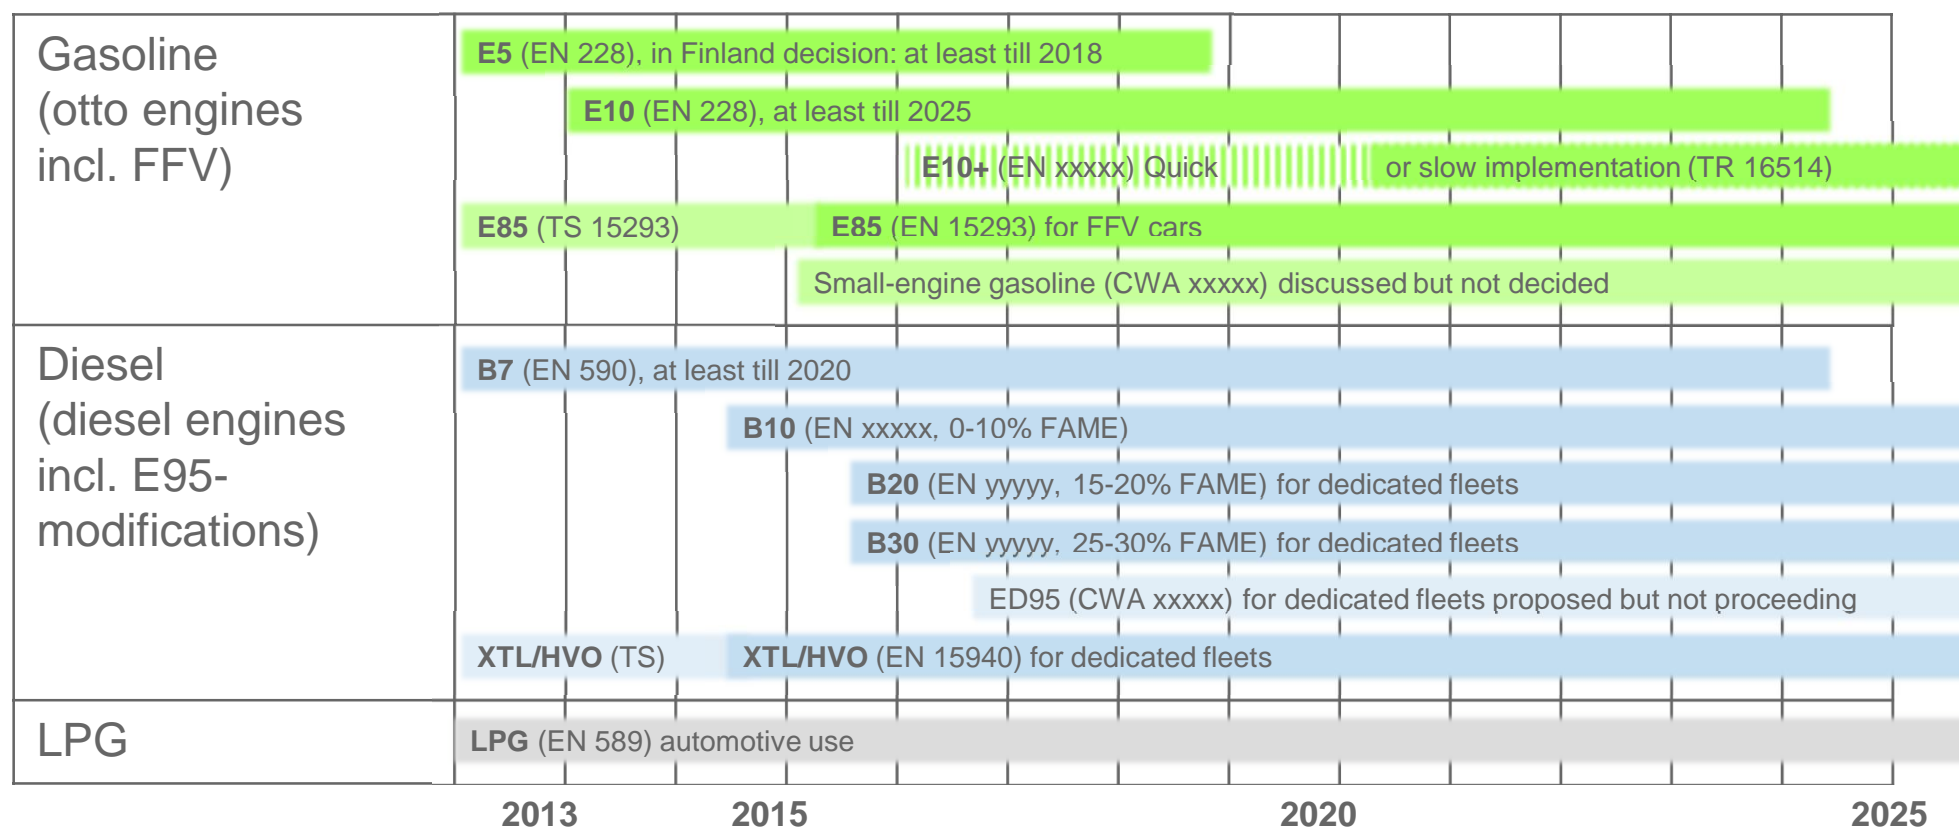 Gasoline
(otto engines
incl. FFV)
E5 (EN 228), in Finland decision: at least till 2018
E10 (EN 228), at least till 2025
E10+ (EN xxxxx) Quick or slow implementation (TR 16514)
E85 (TS 15293) E85 (EN 15293) for FFV cars
Small-engine gasoline (CWA xxxxx) discussed but not decided
Diesel
(diesel engines
incl. E95-
modifications)
B7 (EN 590), at least till 2020
B10 (EN xxxxx, 0-10% FAME)
B20 (EN yyyyy, 15-20% FAME) for dedicated fleets
B30 (EN yyyyy, 25-30% FAME) for dedicated fleets
ED95 (CWA xxxxx) for dedicated fleets proposed but not proceeding
XTL/HVO (TS) XTL/HVO (EN 15940) for dedicated fleets
LPG
LPG (EN 589) automotive use
2013 2015 2020 2025